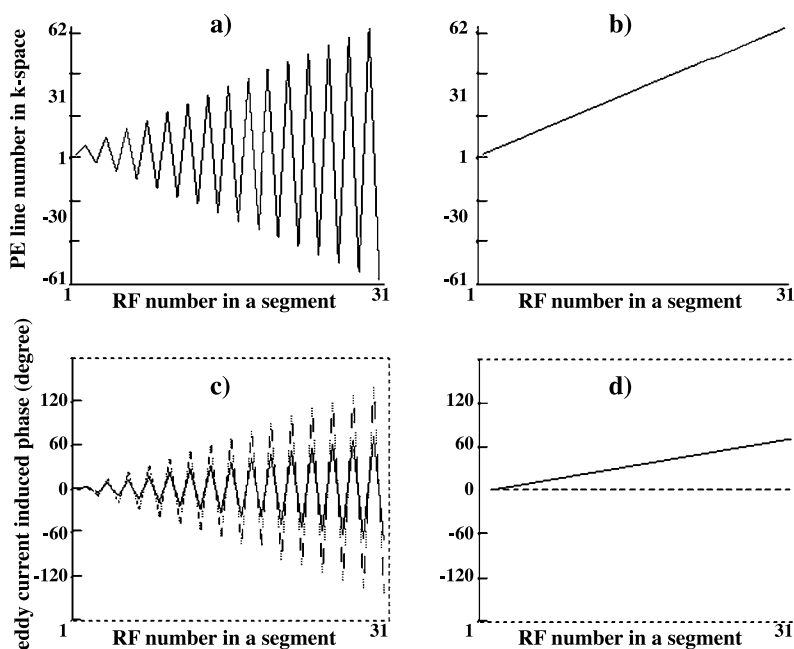 a)
b)
PE line number in k-space
62
31
1
-30
-61
1
RF number in a segment
31
62
31
1
-30
-61
1
RF number in a segment
31
c)
d)
eddy current induced phase (degree)
120
60
0
-60
-120
1
RF number in a segment
31
120
60
0
-60
-120
1
RF number in a segment
31